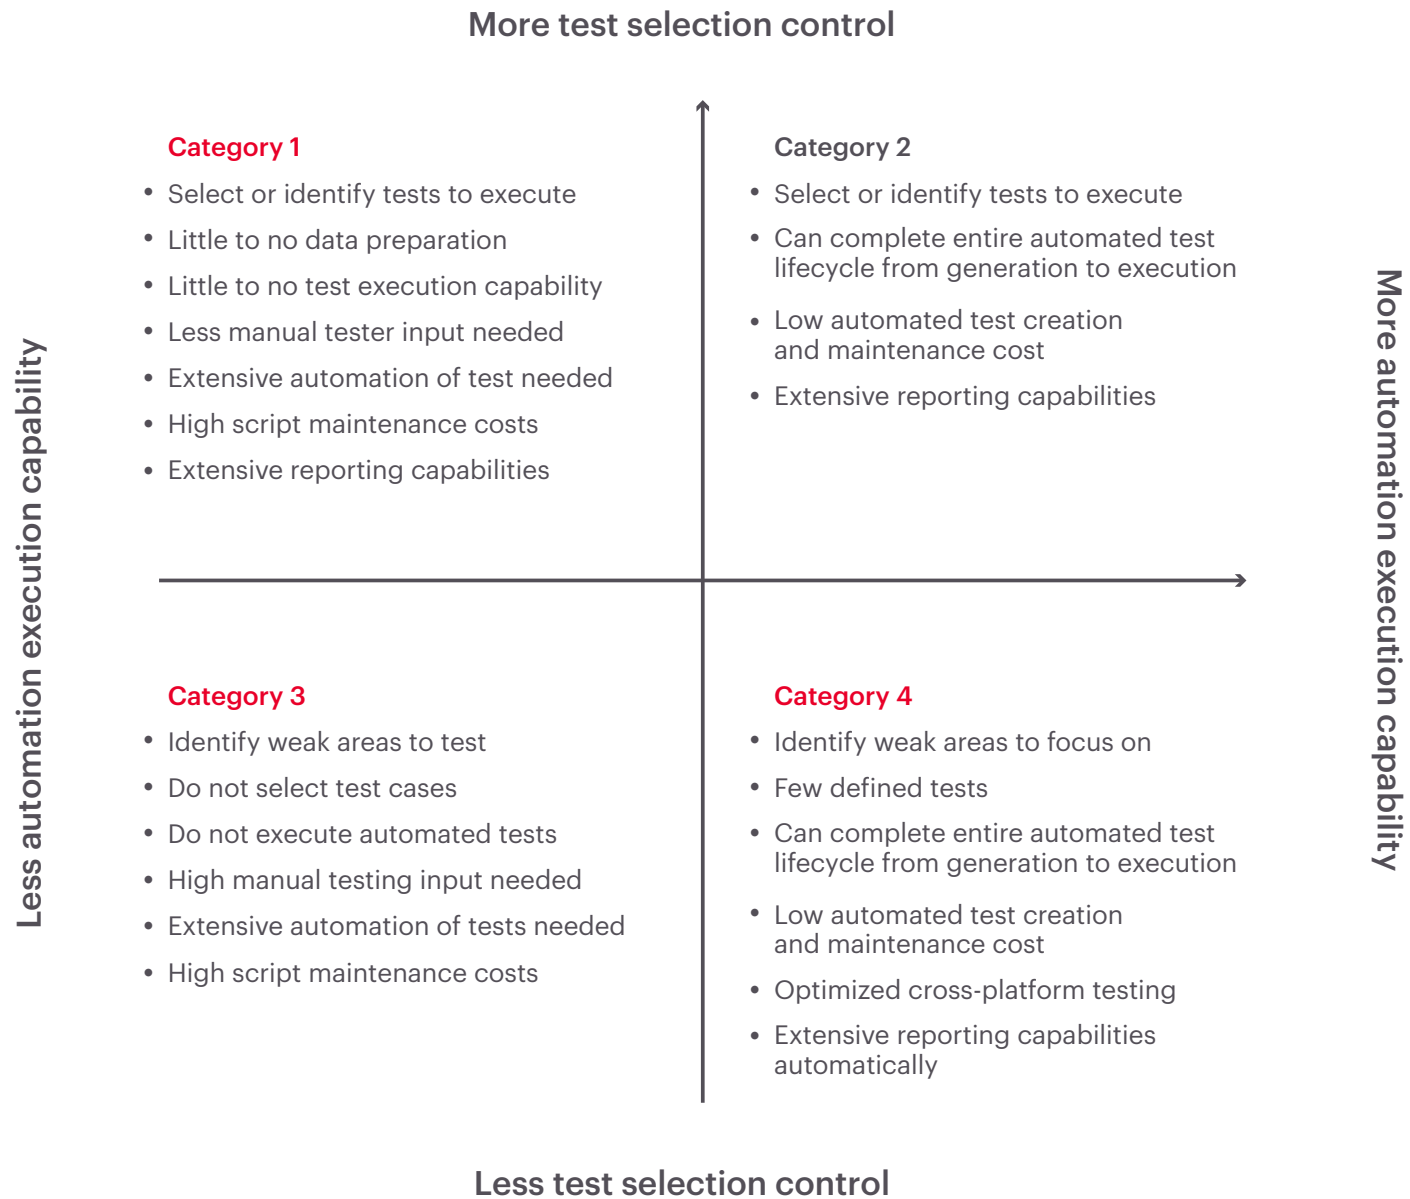 More test selection control
Less automation execution capability
More automation execution capability
Category 1
• Select or identify tests to execute
• Little to no data preparation
• Little to no test execution capability
• Less manual tester input needed
• Extensive automation of test needed
• High script maintenance costs
• Extensive reporting capabilities
Category 2
• Select or identify tests to execute
• Can complete entire automated test
lifecycle from generation to execution
• Low automated test creation
and maintenance cost
• Extensive reporting capabilities
Category 3
• Identify weak areas to test
• Do not select test cases
• Do not execute automated tests
• High manual testing input needed
• Extensive automation of tests needed
• High script maintenance costs
Category 4
• Identify weak areas to focus on
• Few defined tests
• Can complete entire automated test
lifecycle from generation to execution
• Low automated test creation
and maintenance cost
• Optimized cross-platform testing
• Extensive reporting capabilities
automatically
Less test selection control